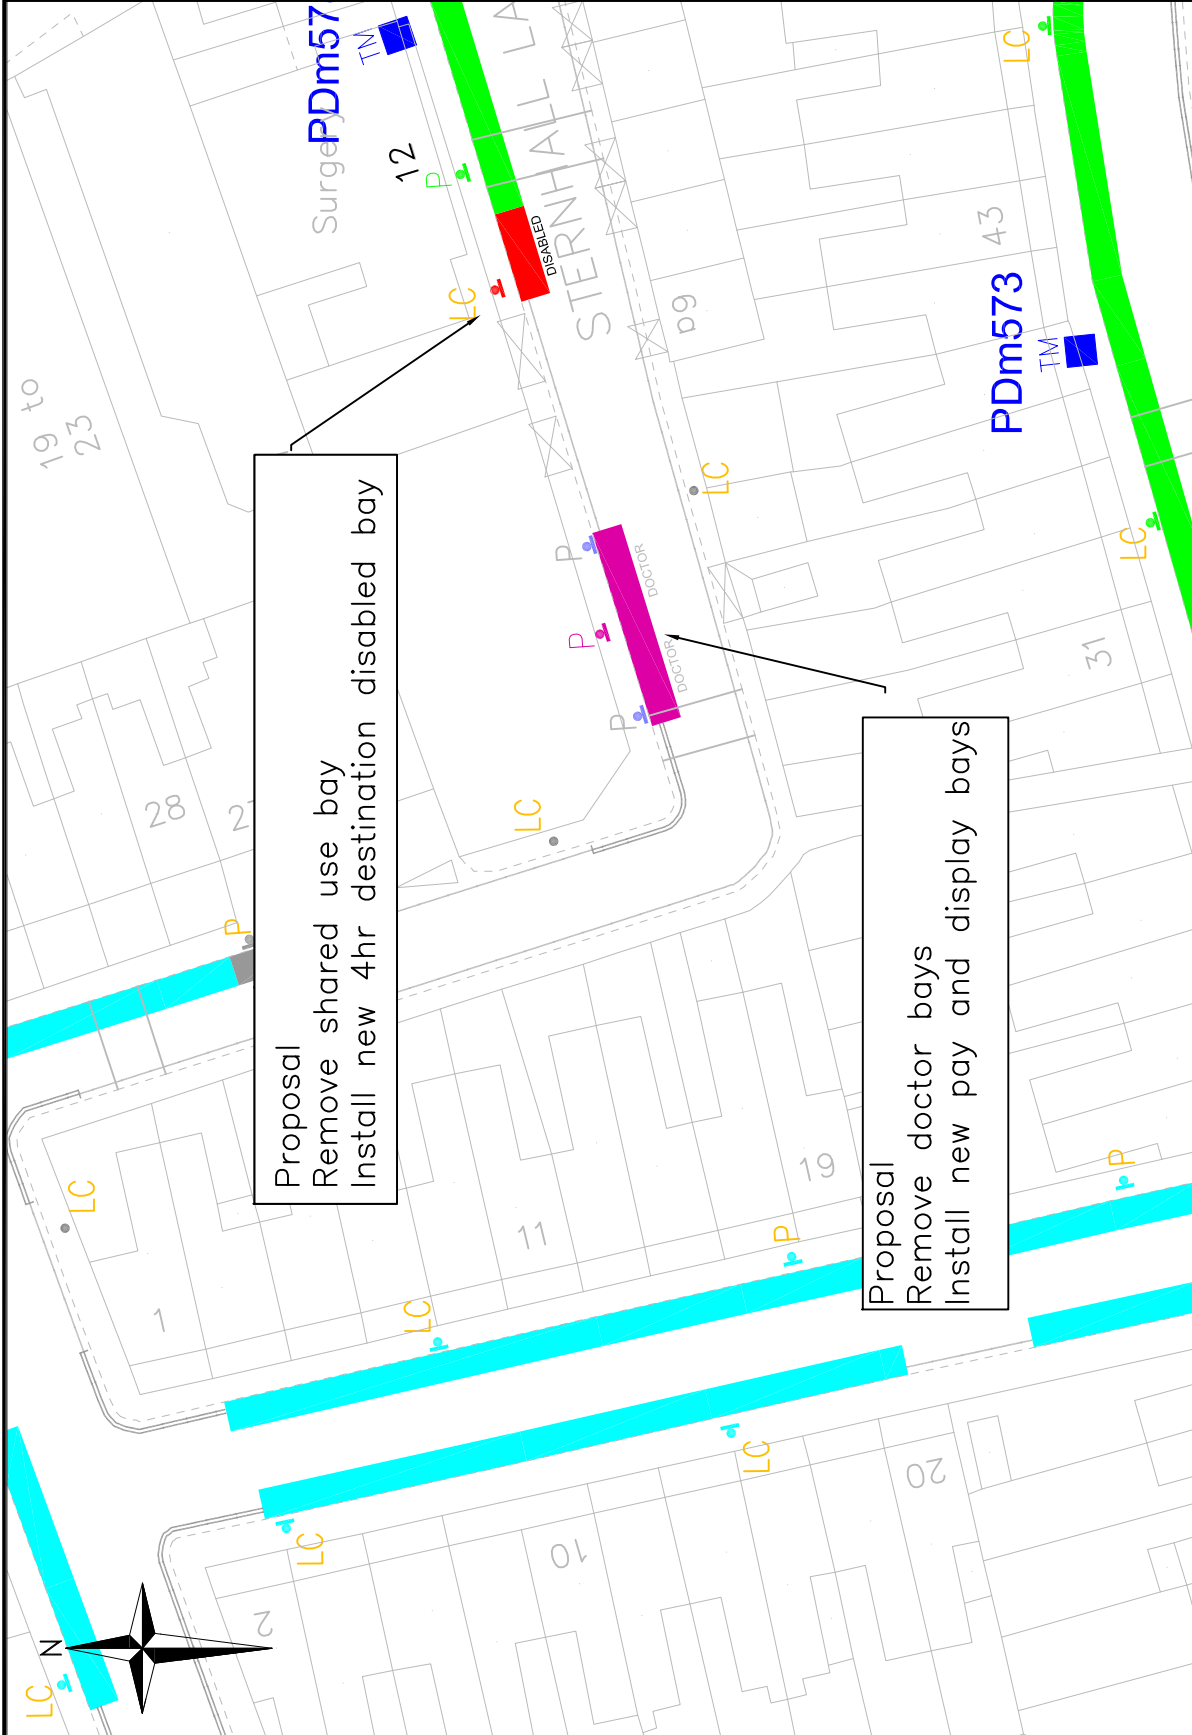 Proposal
Remove shared use bay
Install new 4hr destination disabled bay
Proposal
Remove doctor bays
Install new pay and display bays
STERNHALL LA
DISABLED
DOCTOR
DOCTOR
Surgery
PDm57
TM
12
P
LC
19 to
23
28
P
P
P
P
LC
LC
a9
43
PDm573
TM
LC
LC
31
LC
1
11
19
P
P
LC
LC
LC
LC
2
10
20
N